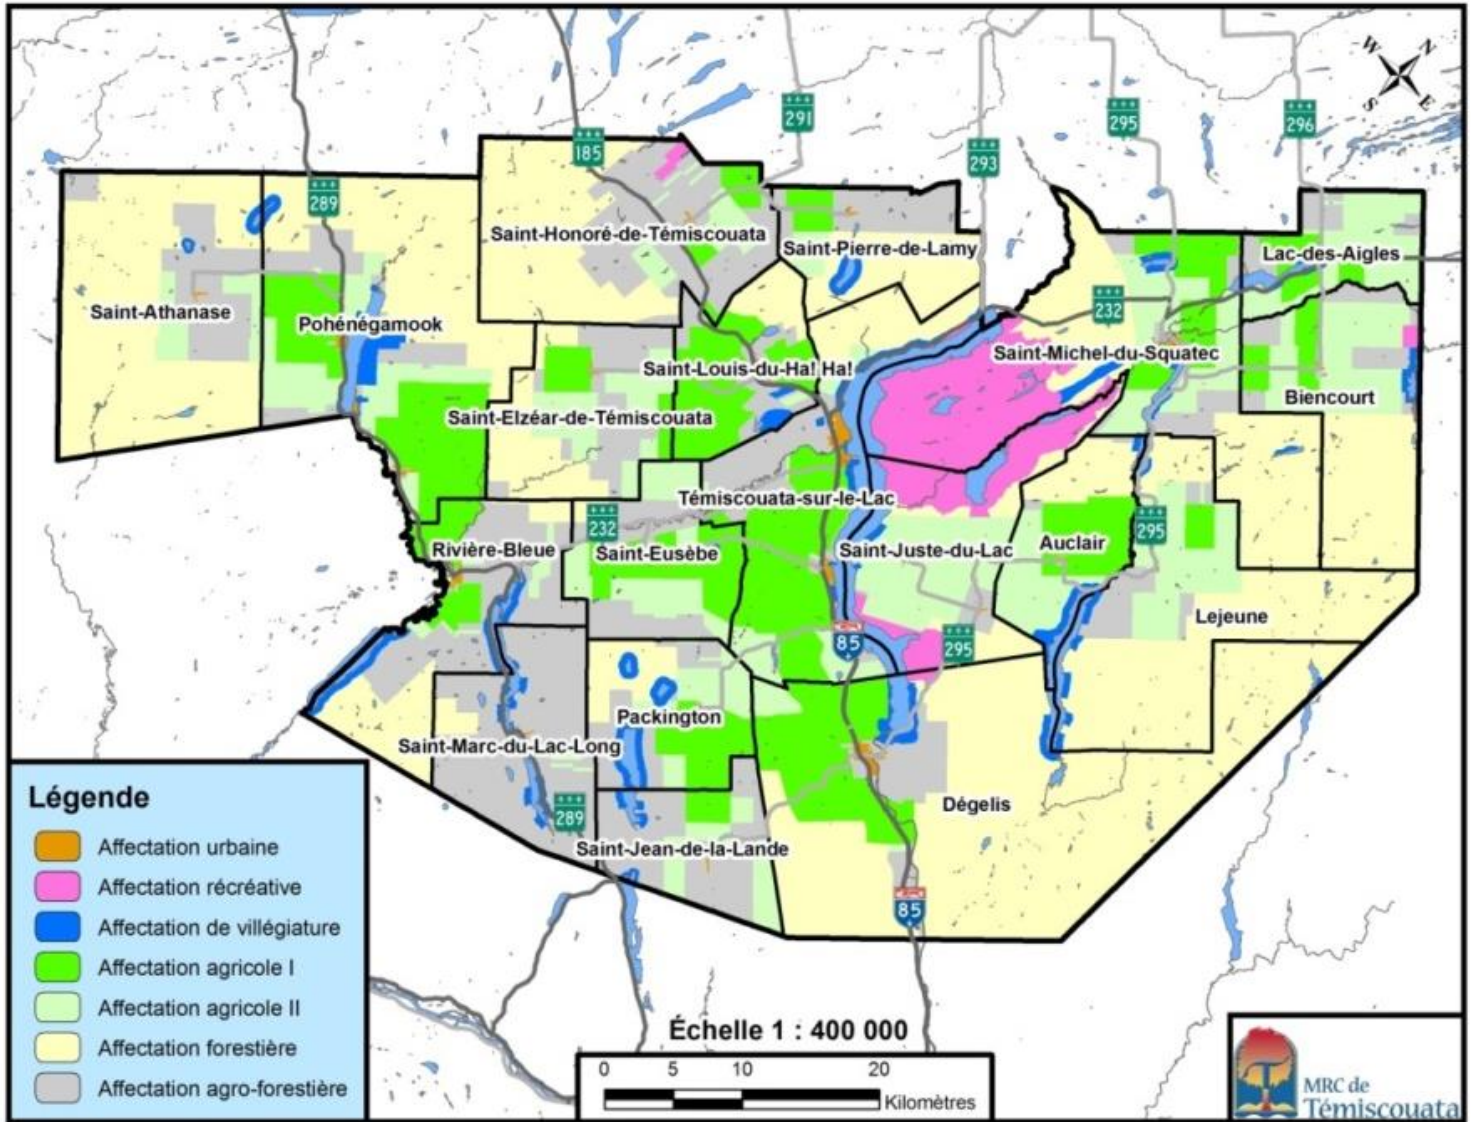 N
W
E
S
291
295
296
185
293
289
Saint-Honoré-de-Témiscouata
Saint-Pierre-de-Lamy
Lac-des-Aigles
Saint-Athanase
Pohénégamook
232
Saint-Michel-du-Squatec
Saint-Louis-du-Ha! Ha!
Biencourt
Saint-Elzéar-de-Témiscouata
Témiscouata-sur-le-Lac
232
295
Rivière-Bleue
Saint-Eusèbe
Saint-Juste-du-Lac
Auclair
Lejeune
85
295
Packington
Saint-Marc-du-Lac-Long
289
Dégelis
Saint-Jean-de-la-Lande
85
Légende
Affectation urbaine
Affectation récréative
Affectation de villégiature
Affectation agricole I
Affectation agricole II
Affectation forestière
Affectation agro-forestière
Échelle 1 : 400 000
0 5 10 20
Kilomètres
MRC de
Témiscouata